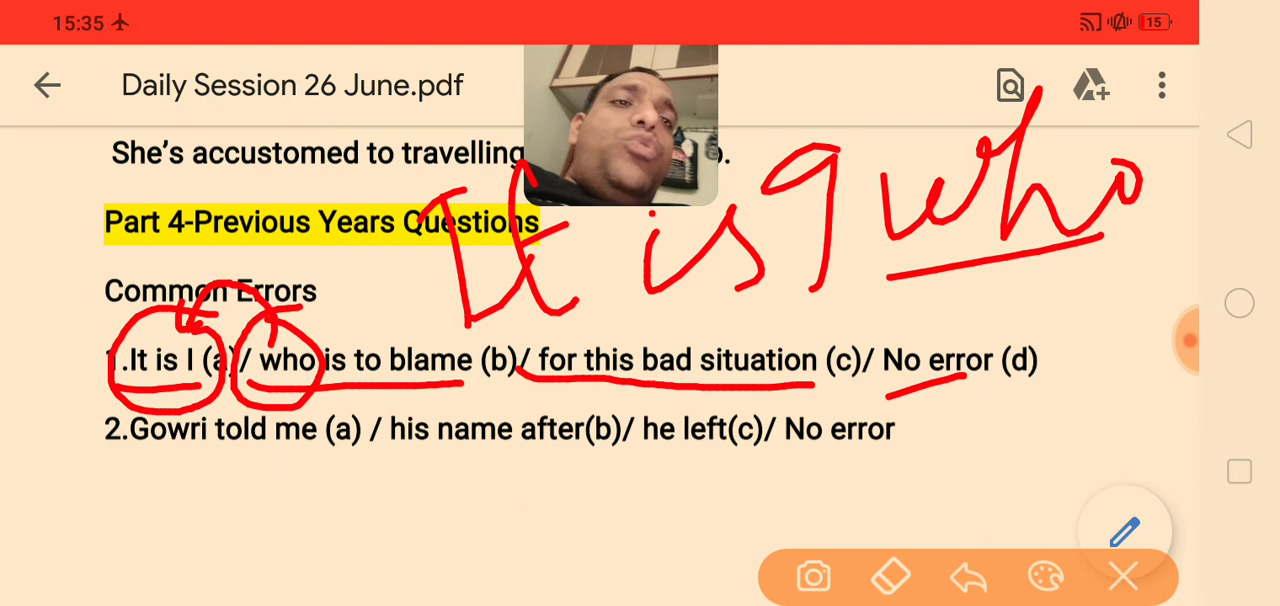 15:35
15
Daily Session 26 June.pdf
She's accustomed to travelling
Part 4-Previous Years Questions
It is I who
Common Errors
1.It is I (a)/ who is to blame (b)/ for this bad situation (c)/ No error (d)
2.Gowri told me (a) / his name after(b)/ he left(c)/ No error